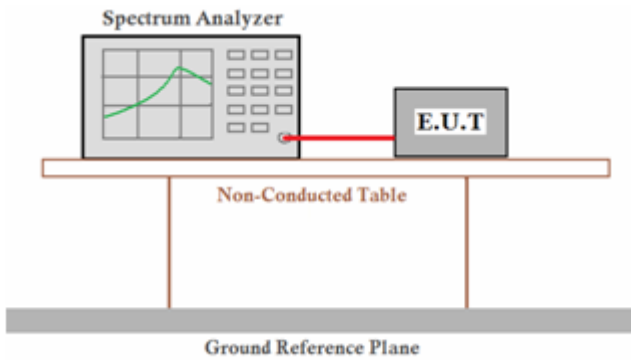 Spectrum Analyzer
E.U.T
Non-Conducted Table
Ground Reference Plane